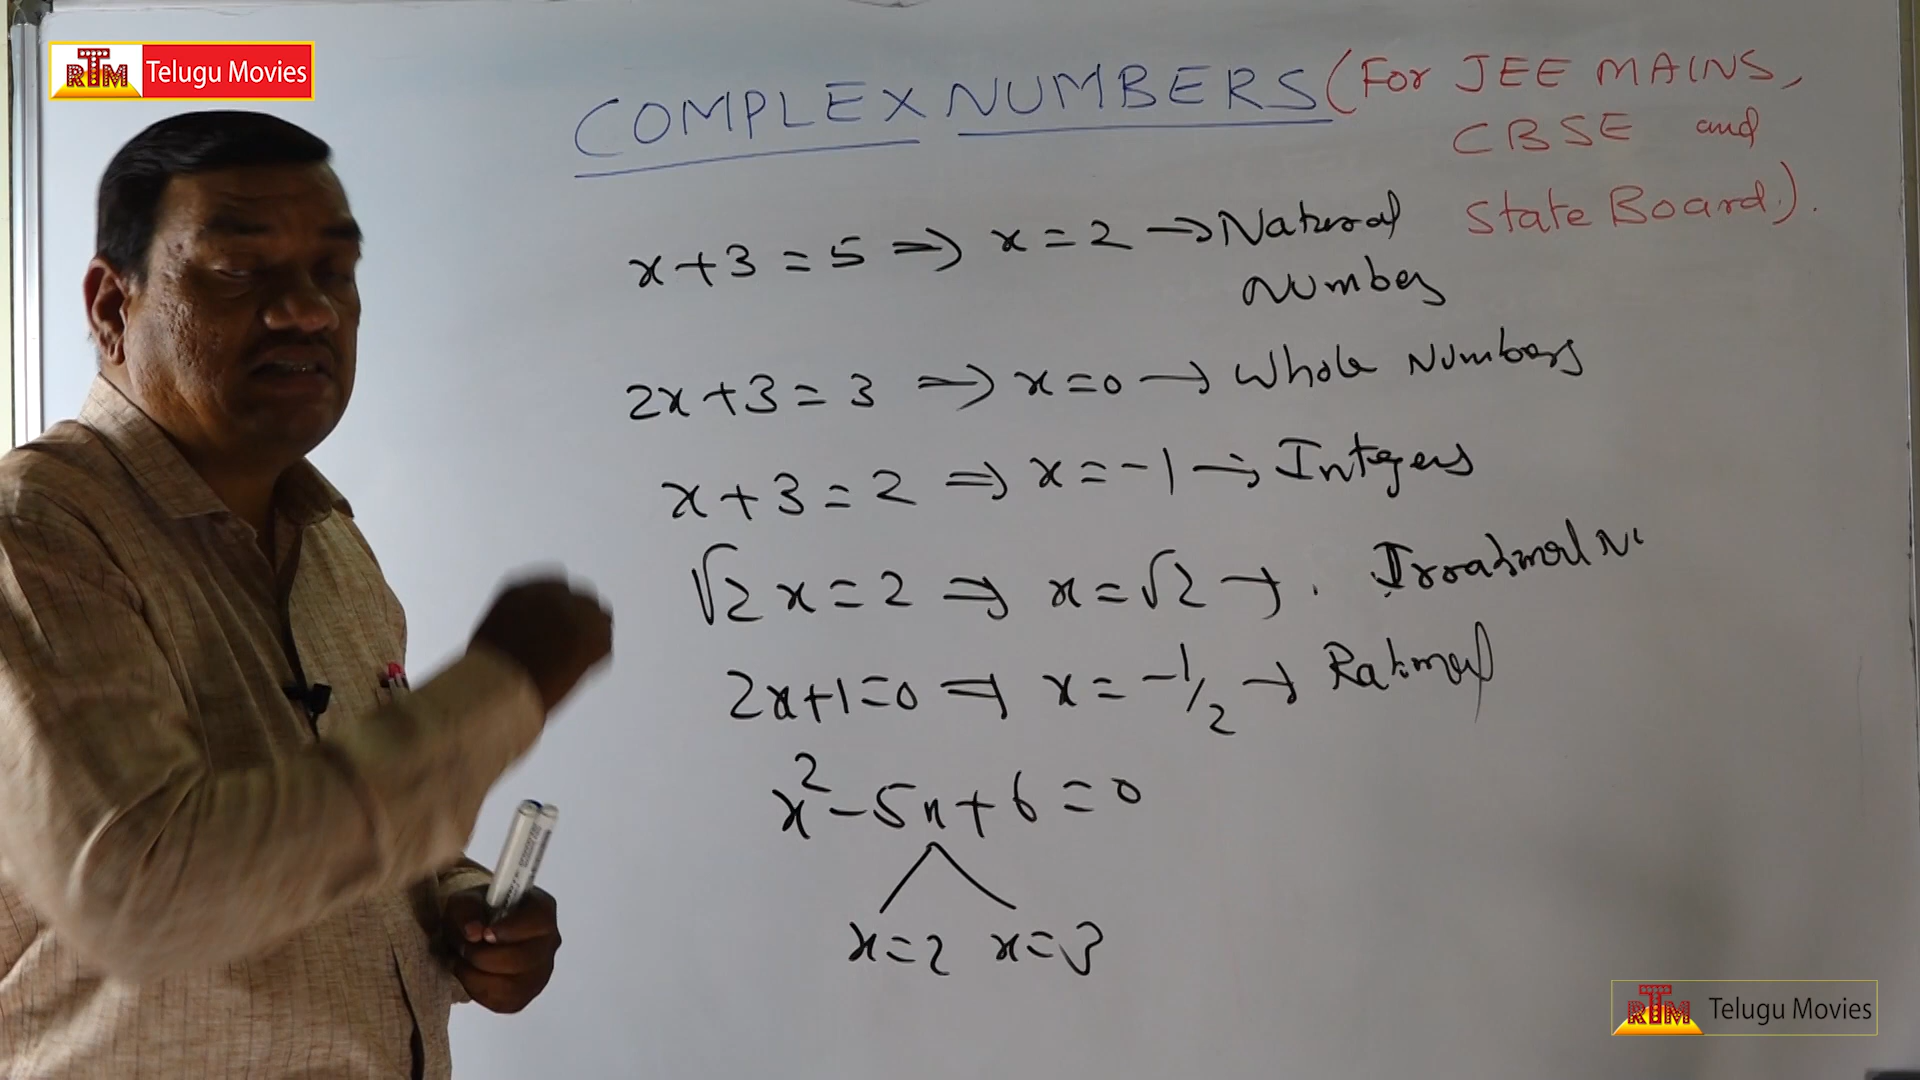 RTM Telugu Movies
COMPLEX NUMBERS (For JEE MAINS,
CBSE and
State Board.).
x+3=5 ⇒ x=2 → Natural
Number
2x+3=3 ⇒ x=0 → Whole Numbers
x+3=2 ⇒ x=-1 → Integers
√2 x=2 ⇒ x=√2 → . Irrational
2x+1=0 ⇒ x=-1/2 → Rational
x²-5x+6=0
x=2 x=3
RTM Telugu Movies